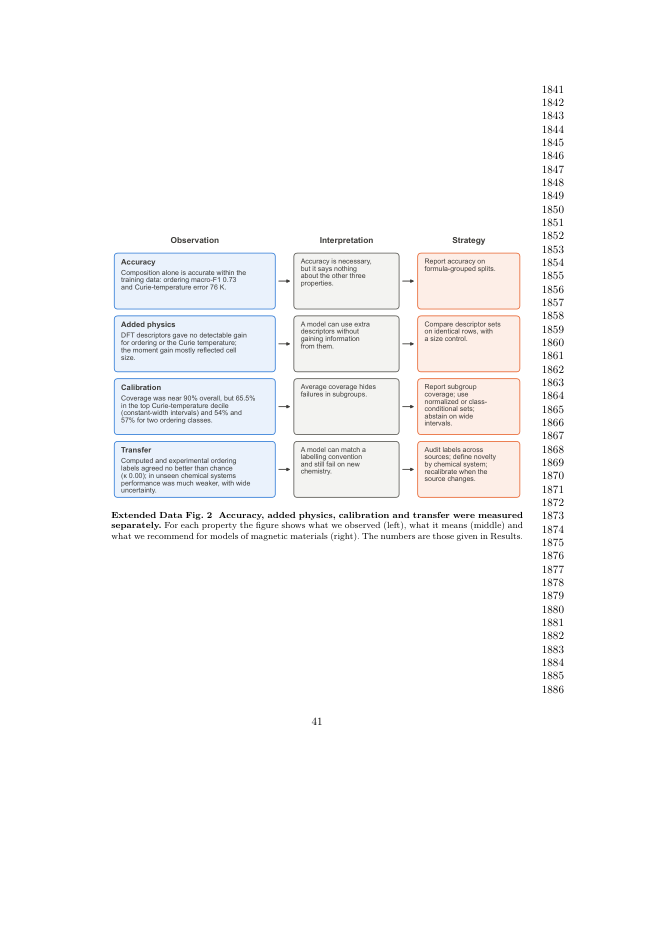 1841
1842
1843
1844
1845
1846
1847
1848
1849
1850
1851
1852
1853
1854
1855
1856
1857
1858
1859
1860
1861
1862
1863
1864
1865
1866
1867
1868
1869
1870
1871
1872
1873
1874
1875
1876
1877
1878
1879
1880
1881
1882
1883
1884
1885
1886
Observation
Interpretation
Strategy
Accuracy
Composition alone is accurate within the
training data: ordering macro-F1 0.73
and Curie-temperature error 76 K.
Accuracy is necessary,
but it says nothing
about the other three
properties.
Report accuracy on
formula-grouped splits.
Added physics
DFT descriptors gave no detectable gain
for ordering or the Curie temperature;
the moment gain mostly reflected cell
size.
A model can use extra
descriptors without
gaining information
from them.
Compare descriptor sets
on identical rows, with
a size control.
Calibration
Coverage was near 90% overall, but 65.5%
in the top Curie-temperature decile
(constant-width intervals) and 54% and
57% for two ordering classes.
Average coverage hides
failures in subgroups.
Report subgroup
coverage; use
normalized or class-
conditional sets;
abstain on wide
intervals.
Transfer
Computed and experimental ordering
labels agreed no better than chance
(κ 0.00); in unseen chemical systems
performance was much weaker, with wide
uncertainty.
A model can match a
labelling convention
and still fail on new
chemistry.
Audit labels across
sources; define novelty
by chemical system;
recalibrate when the
source changes.
Extended Data Fig. 2 Accuracy, added physics, calibration and transfer were measured
separately. For each property the figure shows what we observed (left), what it means (middle) and
what we recommend for models of magnetic materials (right). The numbers are those given in Results.
41